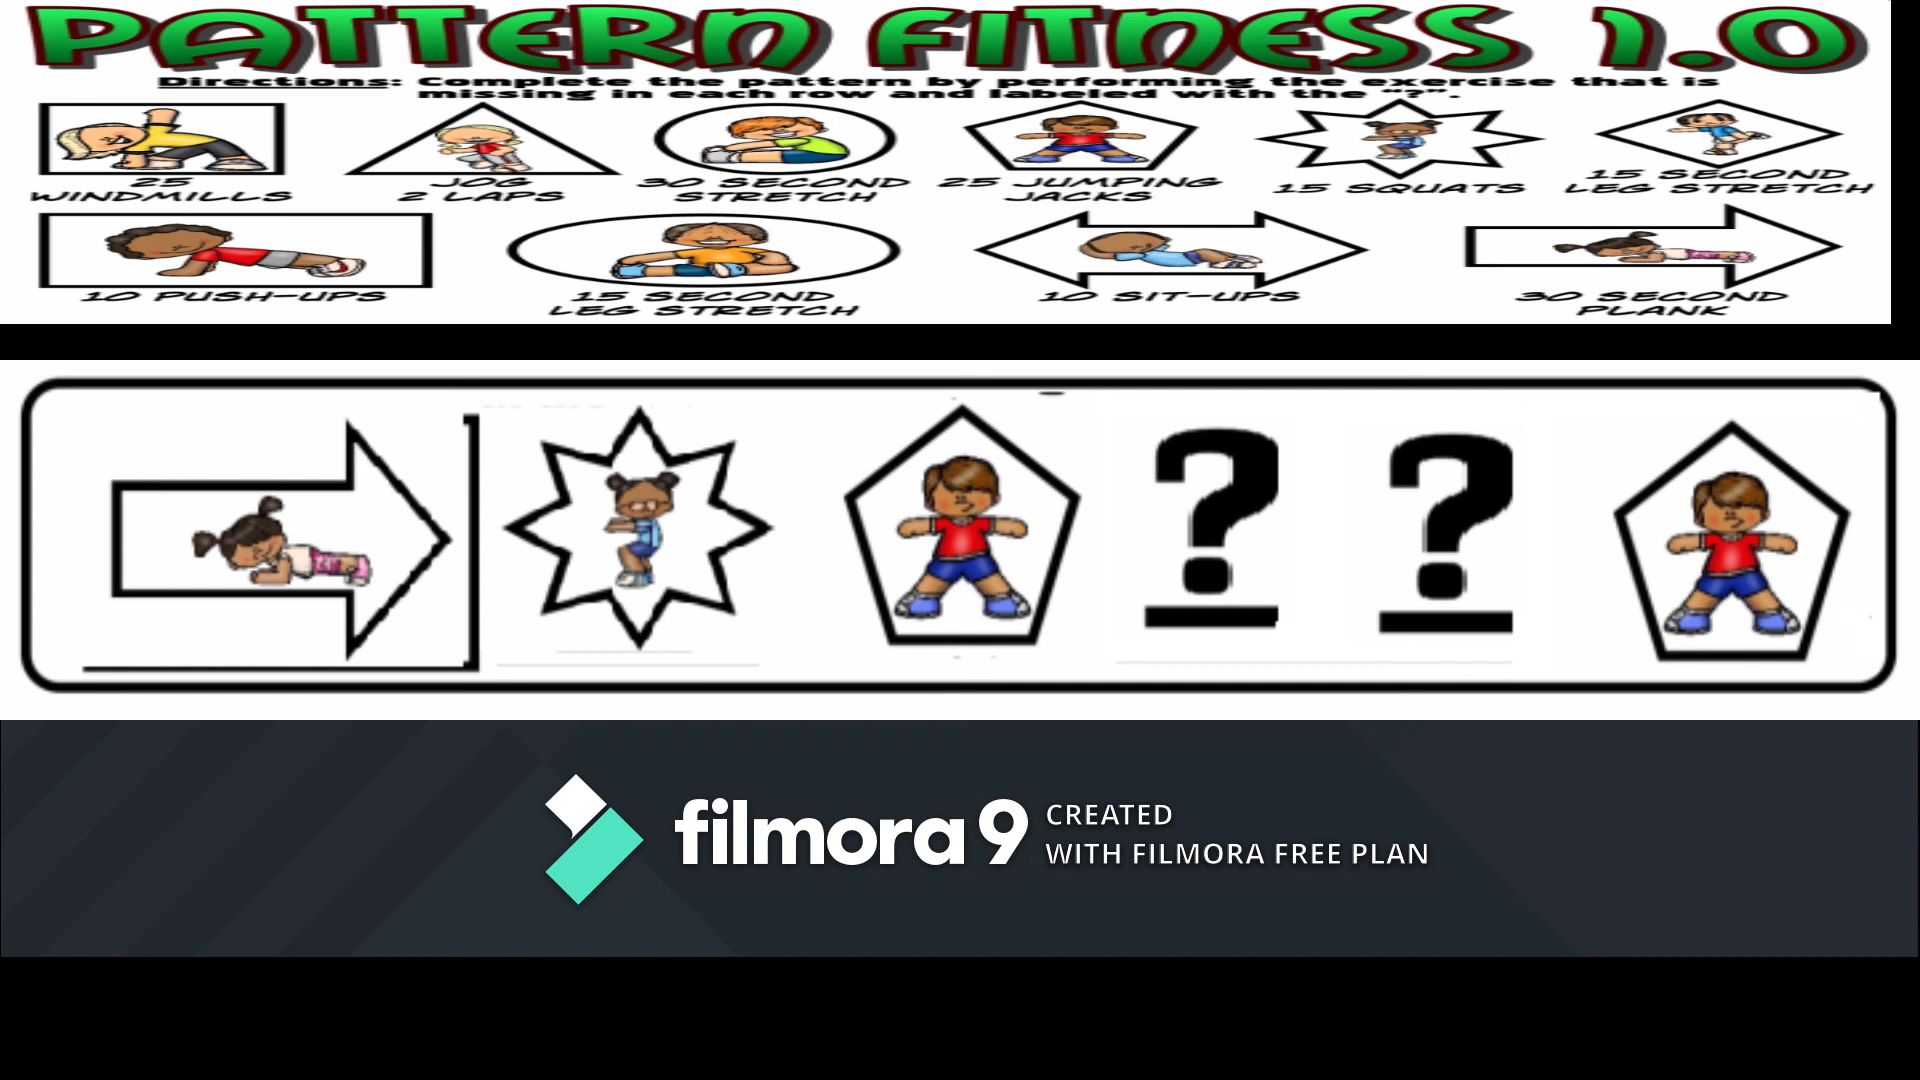 PATTERN FITNESS 1.0
Directions: Complete the pattern by performing the exercise that is
missing in each row and labeled with the "?".
25
WINDMILLS
JOG
2 LAPS
30 SECOND
STRETCH
25 JUMPING
JACKS
15 SQUATS
15 SECOND
LEG STRETCH
10 PUSH-UPS
15 SECOND
LEG STRETCH
10 SIT-UPS
30 SECOND
PLANK
? ?
filmora9
CREATED
WITH FILMORA FREE PLAN